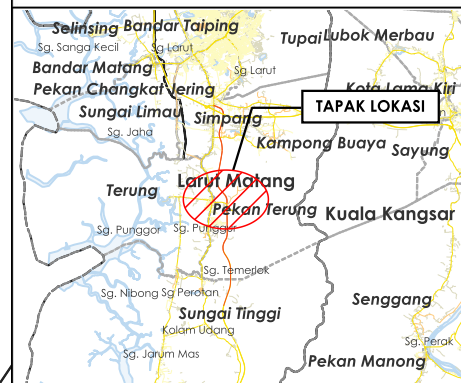 Selinsing Bandar Taiping
Tupai Lubok Merbau
Sg. Sanga Kecil Sg Larut
Bandar Matang Sg Larut
Pekan Changkat Jering Kota Lama Kiri
TAPAK LOKASI
Sungai Limau Simpang
Sg. Jaha
Kampong Buaya Sayung
Terung Larut Matang
Pekan Terung Kuala Kangsar
Sg. Punggor Sg. Punggor
Sg. Temerlok
Sg. Nibong Sg Perotan
Senggang
Sungai Tinggi
Kolam Udang
Sg. Perak
Sg. Jarum Mas
Pekan Manong